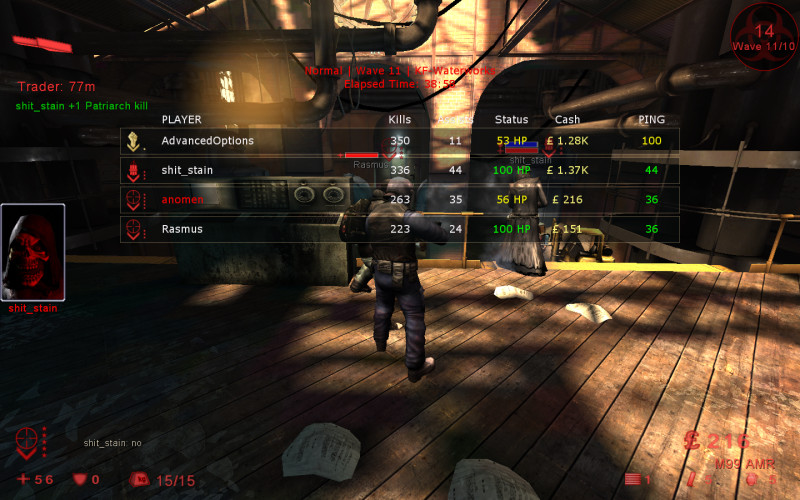 14
Wave 11/10
Trader: 77m
shit_stain +1 Patriarch kill
Normal | Wave 11 | KF-Waterworks
Elapsed Time: 38:58
PLAYER Kills Status Cash PING
AdvancedOptions 350 11 53 HP £ 1.28K 100
Rasmus
shit_stain
shit_stain 336 44 100 HP £ 1.37K 44
anomen 263 35 56 HP £ 216 36
Rasmus 223 24 100 HP £ 151 36
shit_stain
shit_stain: no
£ 216
M99 AMR
56 0 15/15
1